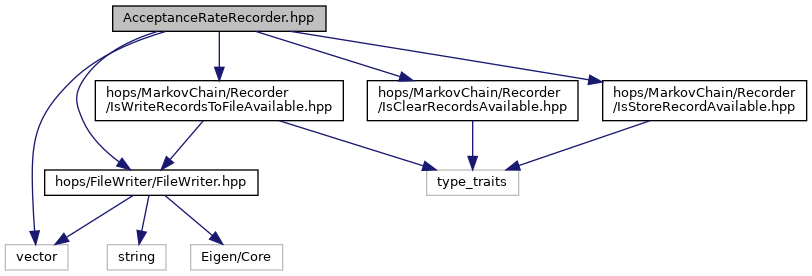 AcceptanceRateRecorder.hpp
hops/MarkovChain/Recorder
/IsWriteRecordsToFileAvailable.hpp
hops/MarkovChain/Recorder
/IsClearRecordsAvailable.hpp
hops/MarkovChain/Recorder
/IsStoreRecordAvailable.hpp
hops/FileWriter/FileWriter.hpp
type_traits
vector
string
Eigen/Core